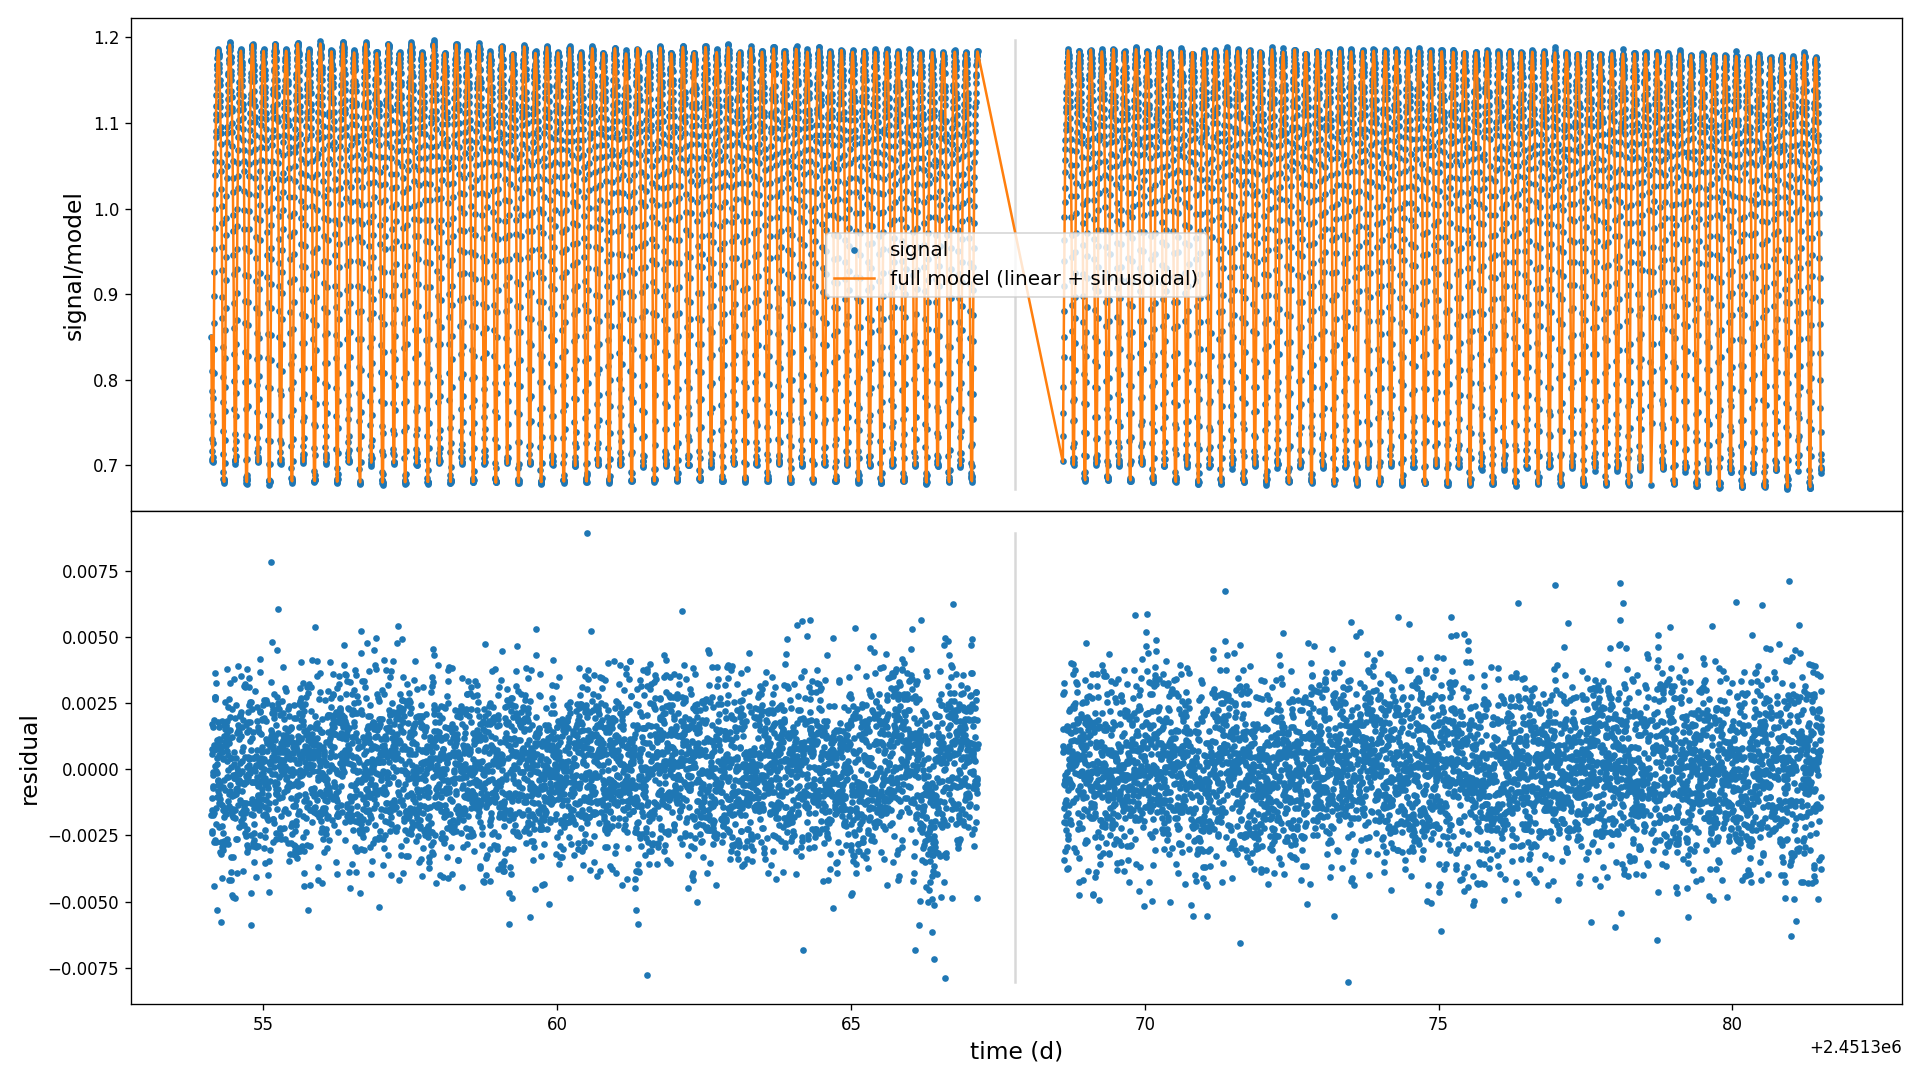 1.2
1.1
1.0
0.9
0.8
0.7
signal/model
signal
full model (linear + sinusoidal)
0.0075
0.0050
0.0025
0.0000
−0.0025
−0.0050
−0.0075
residual
55 60 65 70 75 80
time (d)
+2.4513e6